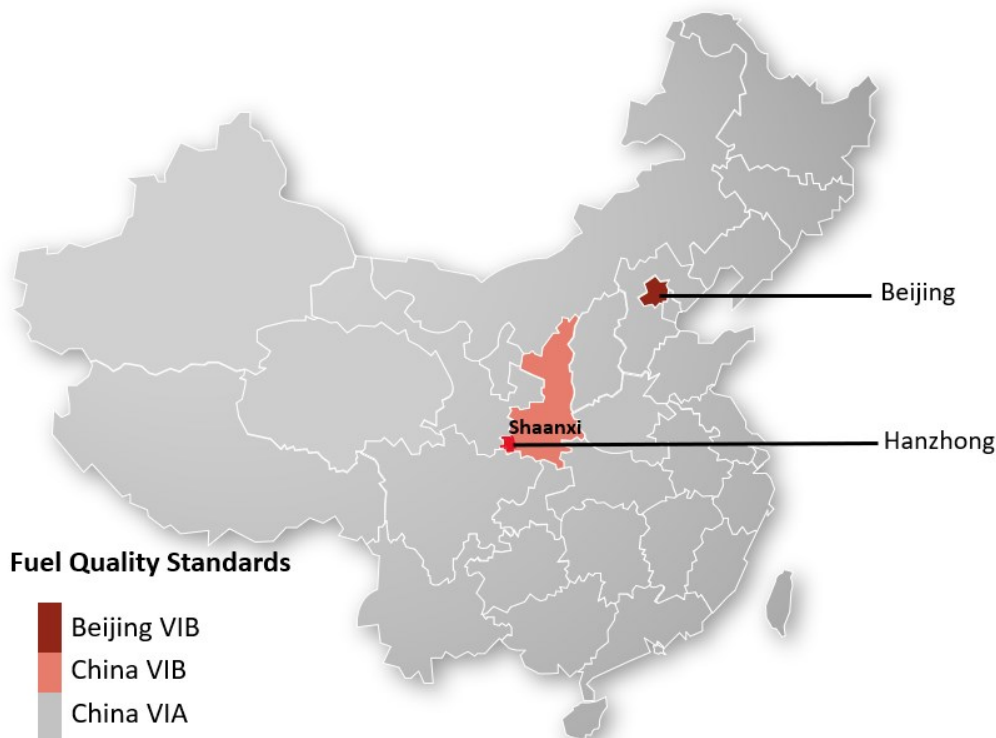 Beijing
Shaanxi
Hanzhong
Fuel Quality Standards
Beijing VIB
China VIB
China VIA